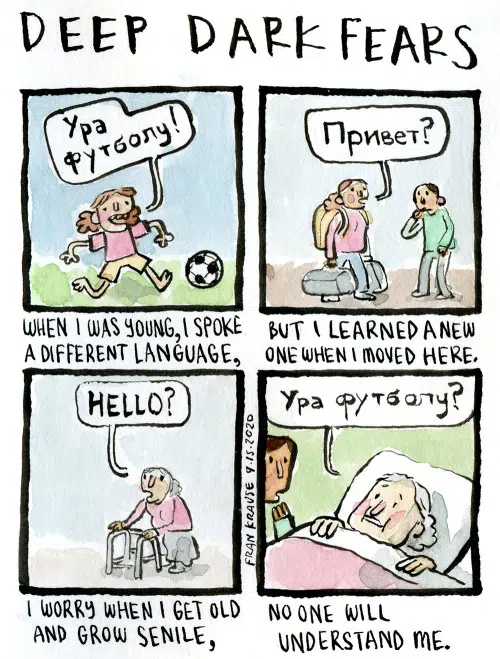 DEEP DARK FEARS
Ура
футболу!
WHEN I WAS YOUNG, I SPOKE
A DIFFERENT LANGUAGE,
Привет?
BUT I LEARNED A NEW
ONE WHEN I MOVED HERE.
HELLO?
I WORRY WHEN I GET OLD
AND GROW SENILE,
FRAN KRAUSE 9.15.2020
Ура футболу?
NO ONE WILL
UNDERSTAND ME.